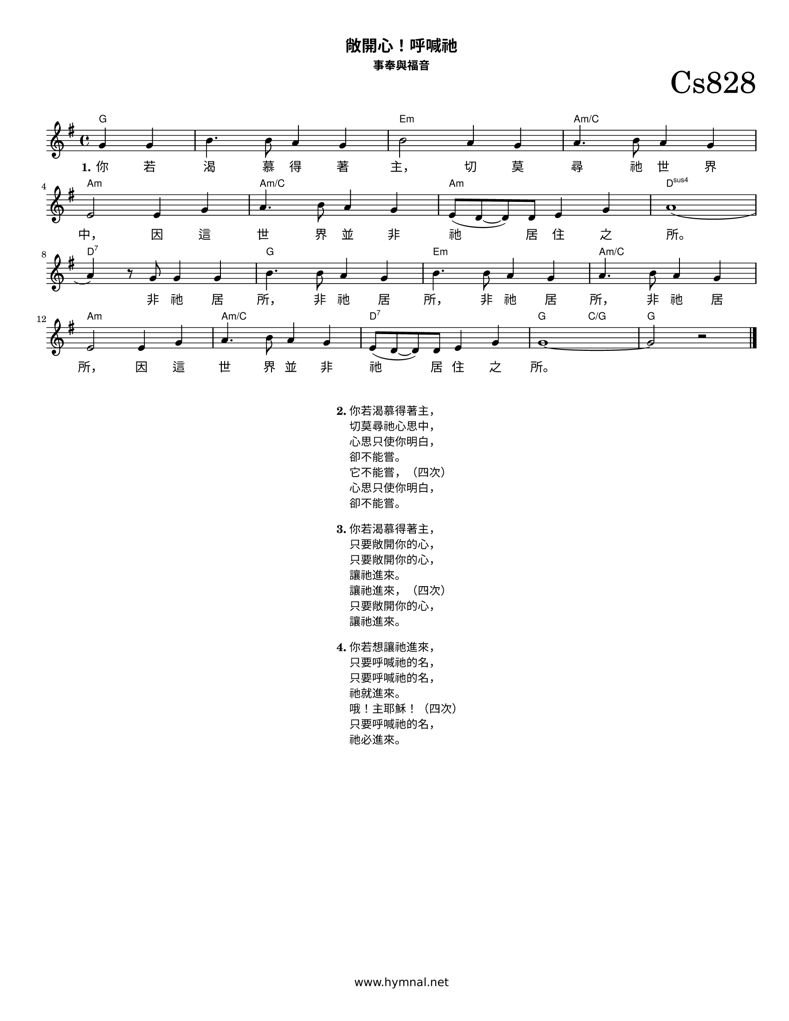 敞開心！呼喊祂
事奉與福音
Cs828
G Em Am/C
1. 你 若 渴 慕 得 著 主， 切 莫 尋 祂 世 界
4 Am Am/C Am Dsus4
中， 因 這 世 界 並 非 祂 居 住 之 所。
8 D7 G Em Am/C
非 祂 居 所， 非 祂 居 所， 非 祂 居 所， 非 祂 居
12 Am Am/C D7 G C/G G
所， 因 這 世 界 並 非 祂 居 住 之 所。
2. 你若渴慕得著主，
切莫尋祂心思中，
心思只使你明白，
卻不能嘗。
它不能嘗，（四次）
心思只使你明白，
卻不能嘗。
3. 你若渴慕得著主，
只要敞開你的心，
只要敞開你的心，
讓祂進來。
讓祂進來，（四次）
只要敞開你的心，
讓祂進來。
4. 你若想讓祂進來，
只要呼喊祂的名，
只要呼喊祂的名，
祂就進來。
哦！主耶穌！（四次）
只要呼喊祂的名，
祂必進來。
www.hymnal.net